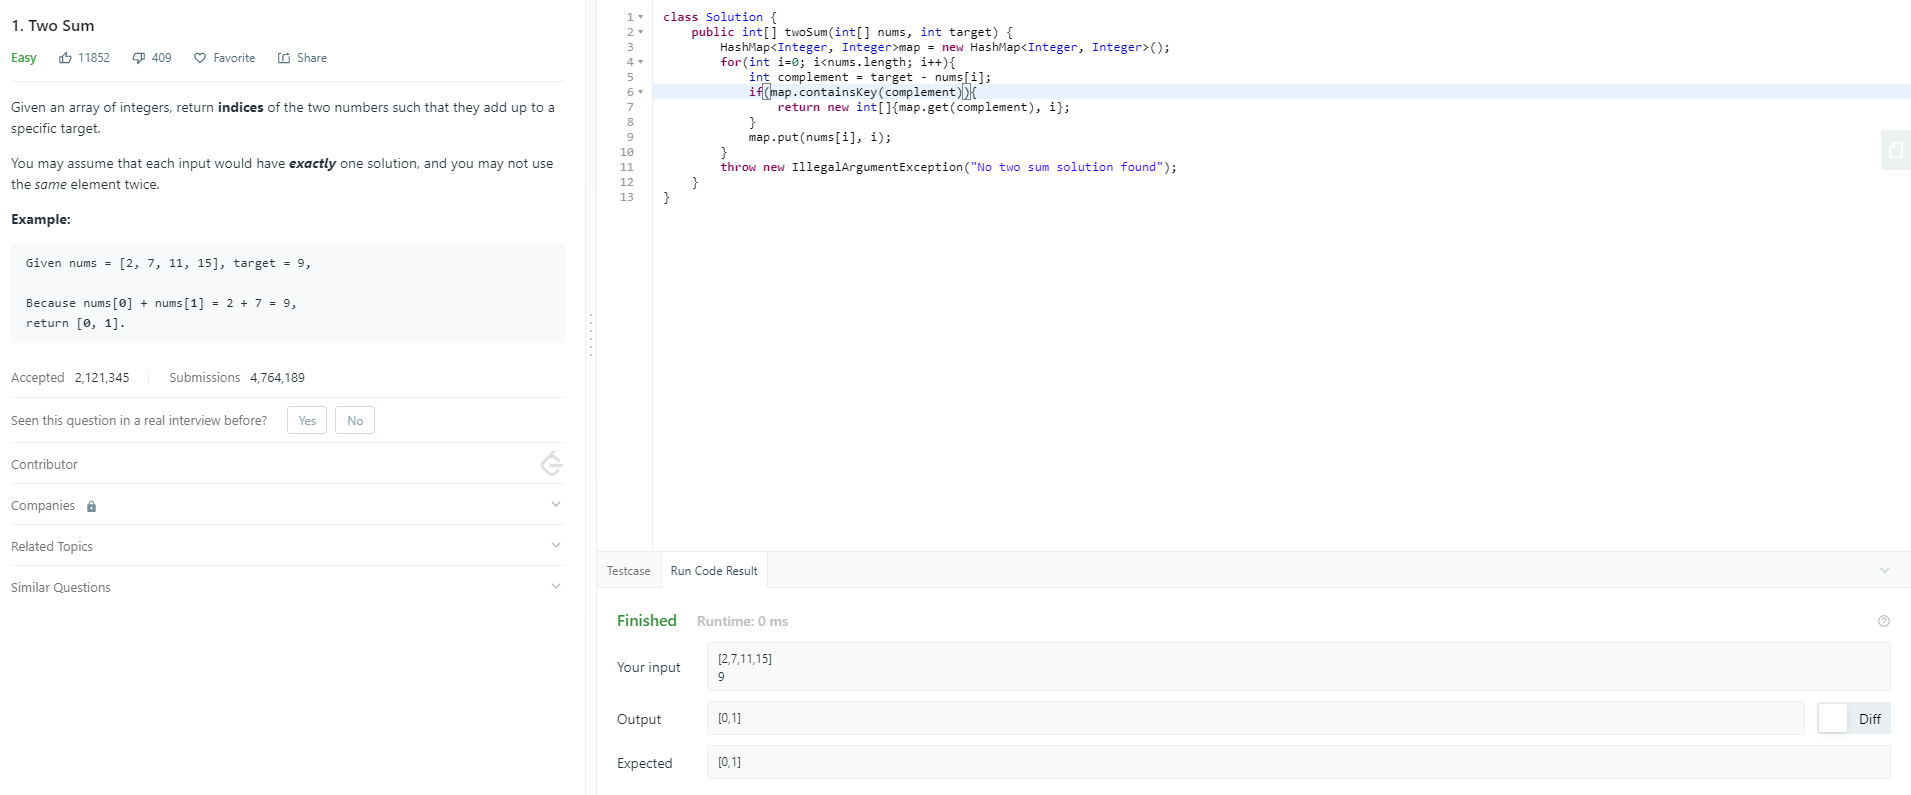 1. Two Sum
Easy 11852 409 Favorite Share
Given an array of integers, return indices of the two numbers such that they add up to a
specific target.
You may assume that each input would have exactly one solution, and you may not use
the same element twice.
Example:
Given nums = [2, 7, 11, 15], target = 9,
Because nums[0] + nums[1] = 2 + 7 = 9,
return [0, 1].
Accepted 2,121,345 Submissions 4,764,189
Seen this question in a real interview before? Yes No
Contributor
Companies
Related Topics
Similar Questions
1 class Solution {
2     public int[] twoSum(int[] nums, int target) {
3         HashMap<Integer, Integer>map = new HashMap<Integer, Integer>();
4         for(int i=0; i<nums.length; i++){
5             int complement = target - nums[i];
6             if(map.containsKey(complement)){
7                 return new int[]{map.get(complement), i};
8             }
9             map.put(nums[i], i);
10         }
11         throw new IllegalArgumentException("No two sum solution found");
12     }
13 }
Testcase Run Code Result
Finished Runtime: 0 ms
Your input
[2,7,11,15]
9
Output [0,1] Diff
Expected [0,1]